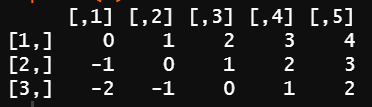 [,1] [,2] [,3] [,4] [,5]
[1,] 0 1 2 3 4
[2,] -1 0 1 2 3
[3,] -2 -1 0 1 2